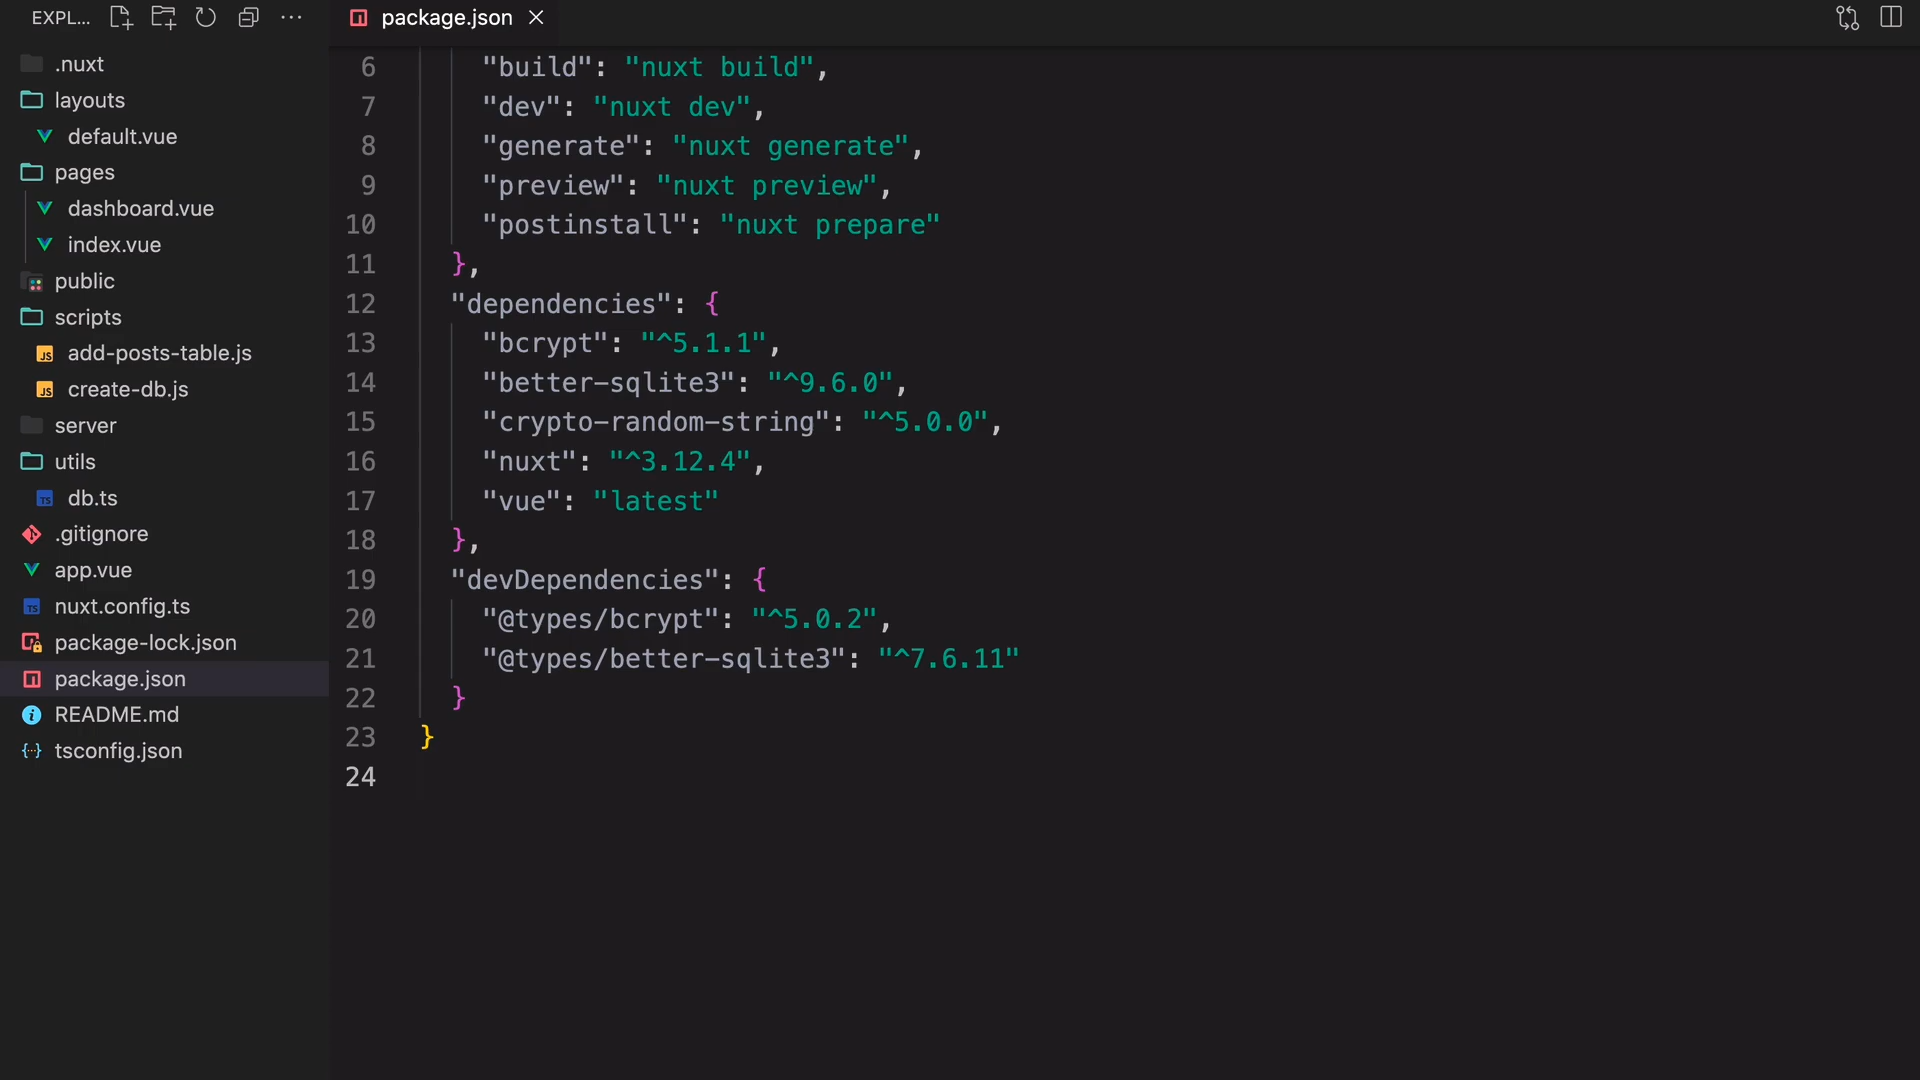 EXPL...
.nuxt
layouts
default.vue
pages
dashboard.vue
index.vue
public
scripts
add-posts-table.js
create-db.js
server
utils
db.ts
.gitignore
app.vue
nuxt.config.ts
package-lock.json
package.json
README.md
tsconfig.json
package.json
6 "build": "nuxt build",
7 "dev": "nuxt dev",
8 "generate": "nuxt generate",
9 "preview": "nuxt preview",
10 "postinstall": "nuxt prepare"
11 },
12 "dependencies": {
13 "bcrypt": "^5.1.1",
14 "better-sqlite3": "^9.6.0",
15 "crypto-random-string": "^5.0.0",
16 "nuxt": "^3.12.4",
17 "vue": "latest"
18 },
19 "devDependencies": {
20 "@types/bcrypt": "^5.0.2",
21 "@types/better-sqlite3": "^7.6.11"
22 }
23 }
24